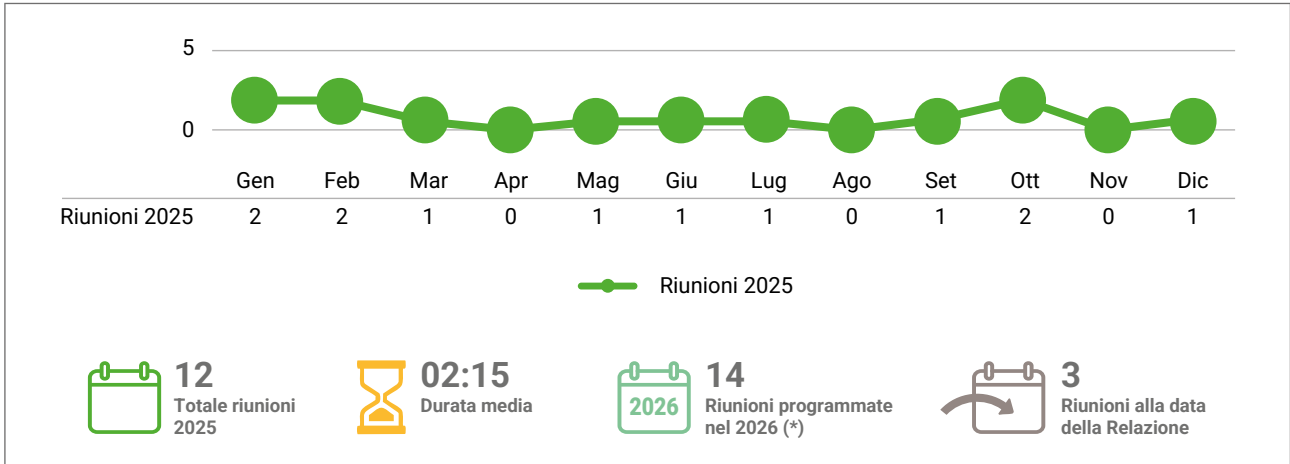 5
0
Gen Feb Mar Apr Mag Giu Lug Ago Set Ott Nov Dic
Riunioni 2025 2 2 1 0 1 1 1 0 1 2 0 1
Riunioni 2025
12
Totale riunioni
2025
02:15
Durata media
2026
14
Riunioni programmate
nel 2026 (*)
3
Riunioni alla data
della Relazione